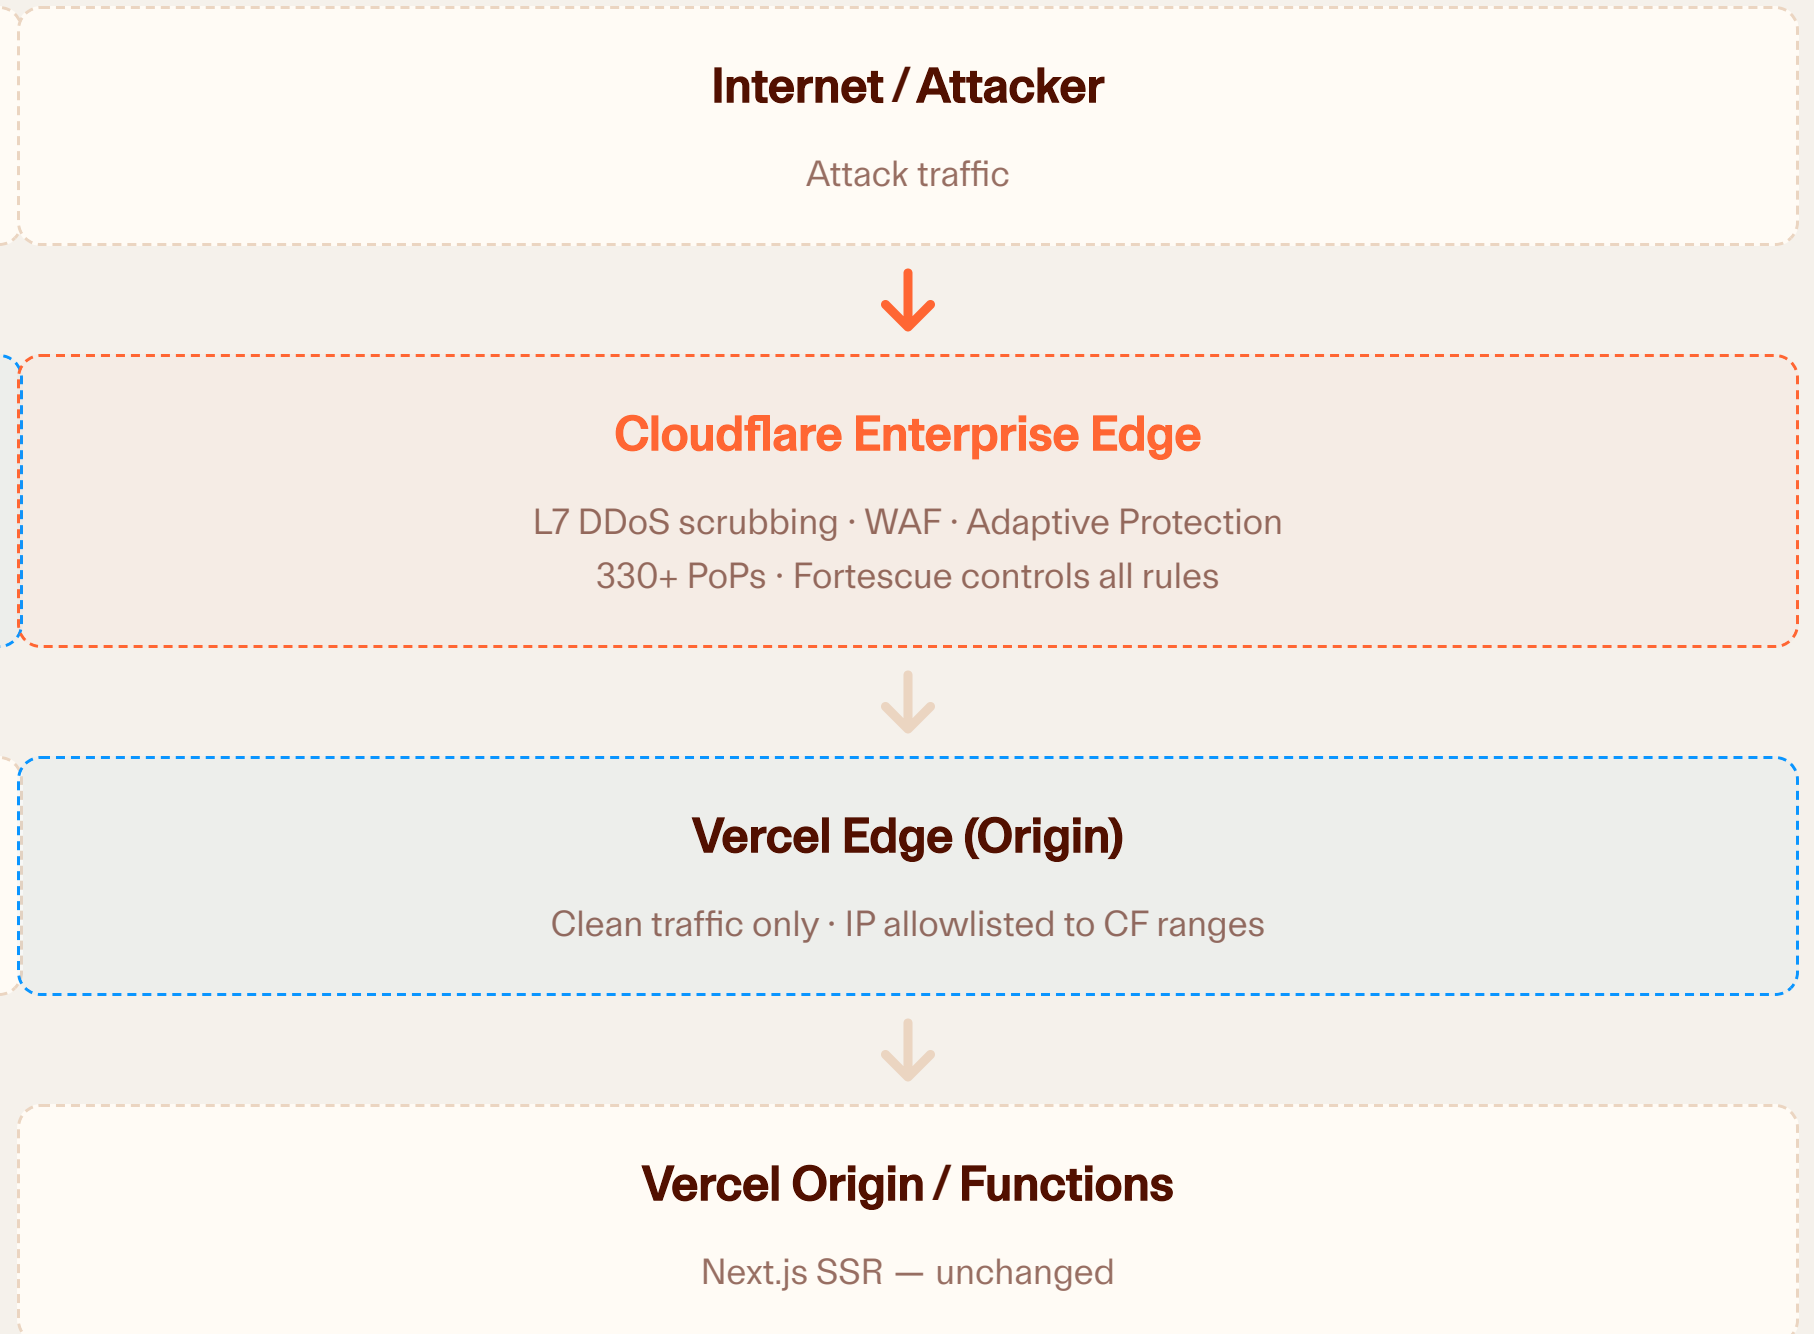 Internet / Attacker
Attack traffic
Cloudflare Enterprise Edge
L7 DDoS scrubbing · WAF · Adaptive Protection
330+ PoPs · Fortescue controls all rules
Vercel Edge (Origin)
Clean traffic only · IP allowlisted to CF ranges
Vercel Origin / Functions
Next.js SSR — unchanged